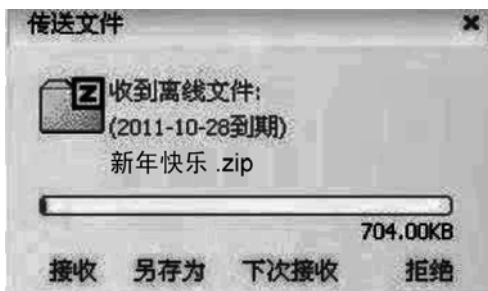 传送文件
收到离线文件:
(2011-10-28到期)
新年快乐 .zip
704.00KB
接收 另存为 下次接收 拒绝